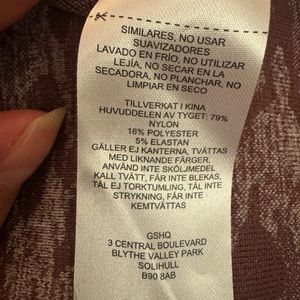 SIMILARES. NO USAR
SUAVIZADORES
LAVADO EN FRÍO, NO UTILIZAR
LEJÍA, NO SECAR EN LA
SECADORA, NO PLANCHAR, NO
LIMPIAR EN SECO
TILLVERKAT I KINA
HUVUDDELEN AV TYGET: 79%
NYLON
16% POLYESTER
5% ELASTAN
GÄLLER EJ KANTERNA, TVÄTTAS
MED LIKNANDE FÄRGER,
ANVÄND INTE SKÖLJMEDEL
KALL TVÄTT, FÅR INTE BLEKAS,
TÅL EJ TORKTUMLING, TÅL INTE
STRYKNING, FÅR INTE
KEMTVÄTTAS
GSHQ
3 CENTRAL BOULEVARD
BLYTHE VALLEY PARK
SOLIHULL
B90 8AB